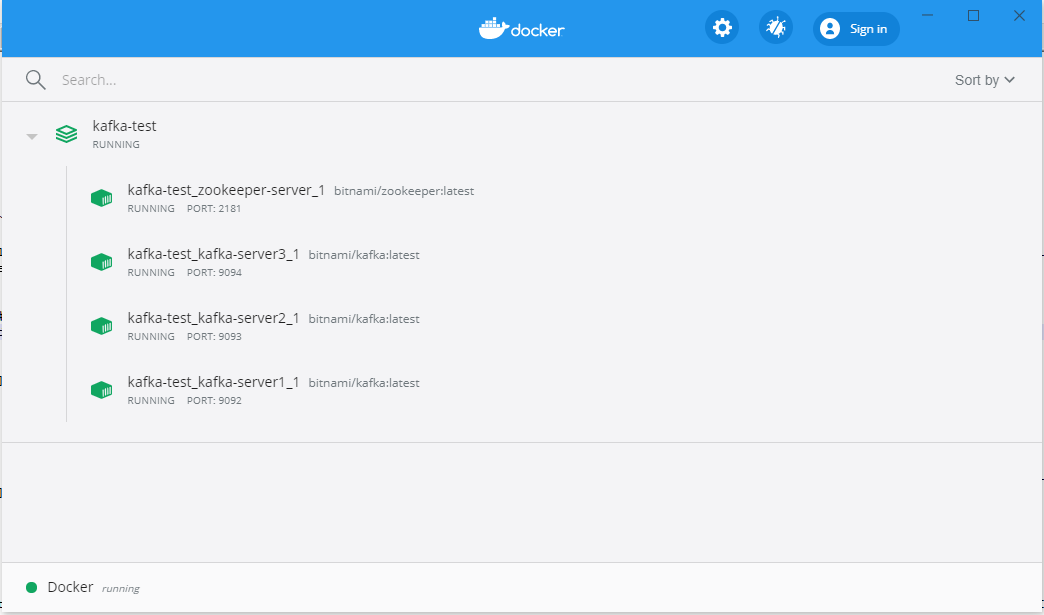 docker
Sign in
Search...
Sort by
kafka-test
RUNNING
kafka-test_zookeeper-server_1 bitnami/zookeeper:latest
RUNNING PORT: 2181
kafka-test_kafka-server3_1 bitnami/kafka:latest
RUNNING PORT: 9094
kafka-test_kafka-server2_1 bitnami/kafka:latest
RUNNING PORT: 9093
kafka-test_kafka-server1_1 bitnami/kafka:latest
RUNNING PORT: 9092
Docker running